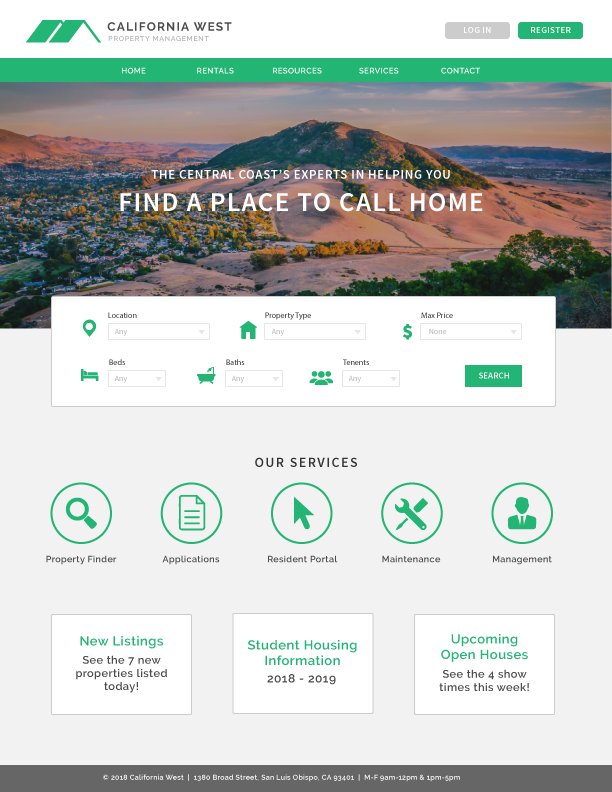 CALIFORNIA WEST
PROPERTY MANAGEMENT
LOG IN
REGISTER
HOME RENTALS RESOURCES SERVICES CONTACT
THE CENTRAL COAST'S EXPERTS IN HELPING YOU
FIND A PLACE TO CALL HOME
Location
Any
Property Type
Any
Max Price
None
Beds
Any
Baths
Any
Tenents
Any
SEARCH
OUR SERVICES
Property Finder
Applications
Resident Portal
Maintenance
Management
New Listings
See the 7 new
properties listed
today!
Student Housing
Information
2018 - 2019
Upcoming
Open Houses
See the 4 show
times this week!
© 2018 California West | 1380 Broad Street, San Luis Obispo, CA 93401 | M-F 9am-12pm & 1pm-5pm